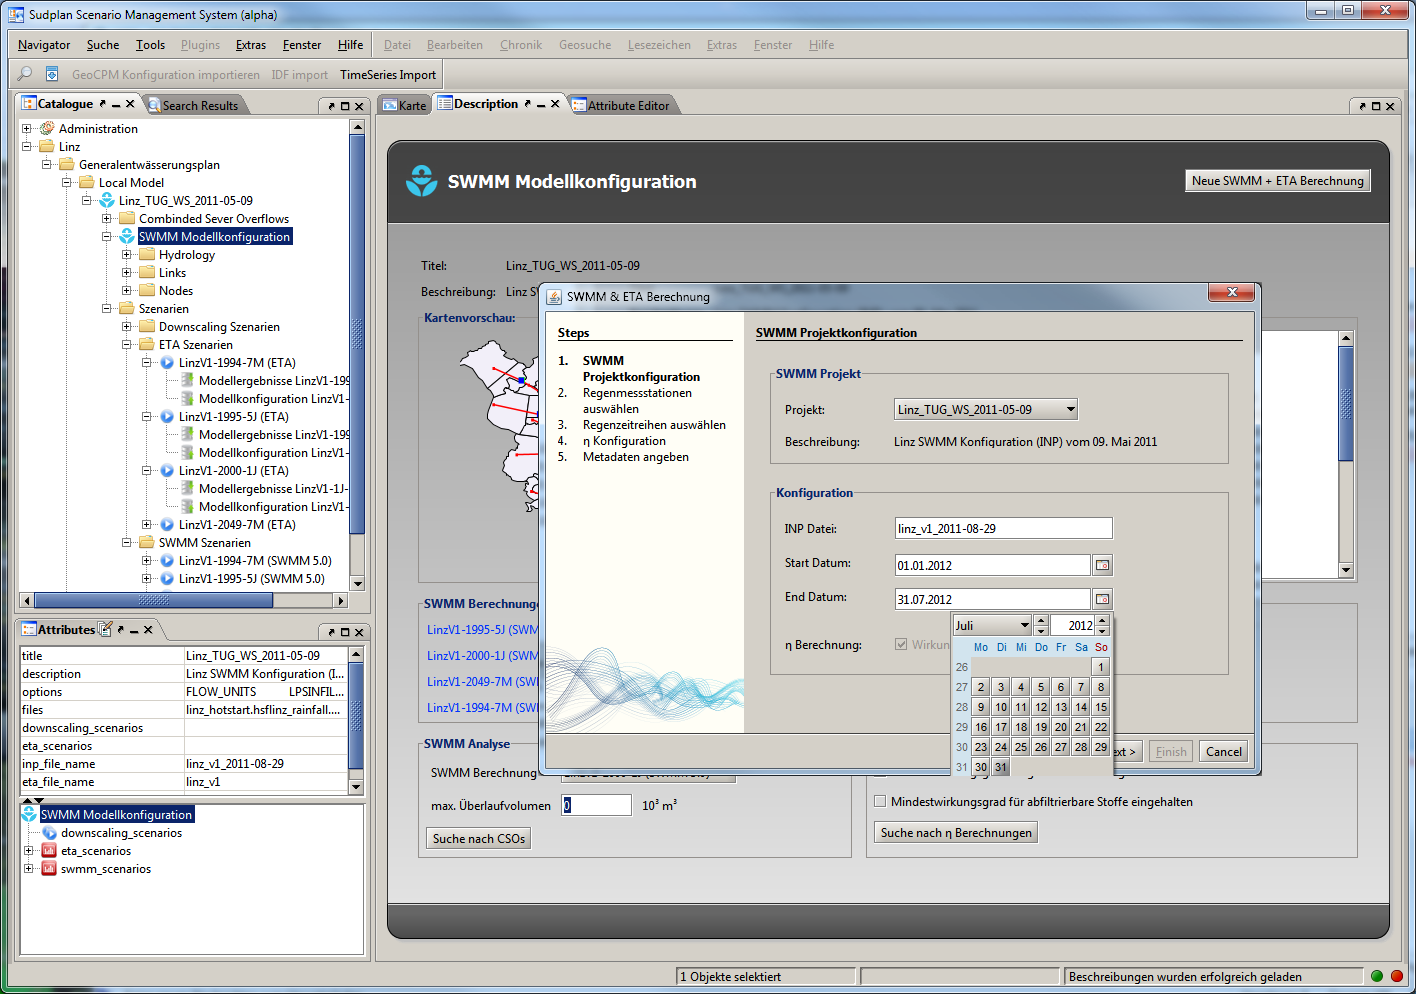 Sudplan Scenario Management System (alpha)
Navigator Suche Tools Plugins Extras Fenster Hilfe Datei Bearbeiten Chronik Geosuche Lesezeichen Extras Fenster Hilfe
GeoCPM Konfiguration importieren IDF import TimeSeries Import
Catalogue Search Results
Administration
Linz
Generalentwässerungsplan
Local Model
Linz_TUG_WS_2011-05-09
Combinded Sever Overflows
SWMM Modellkonfiguration
Hydrology
Links
Nodes
Szenarien
Downscaling Szenarien
ETA Szenarien
LinzV1-1994-7M (ETA)
Modellergebnisse LinzV1-199
Modellkonfiguration LinzV1-
LinzV1-1995-5J (ETA)
Modellergebnisse LinzV1-199
Modellkonfiguration LinzV1-
LinzV1-2000-1J (ETA)
Modellergebnisse LinzV1-1J-
Modellkonfiguration LinzV1-
LinzV1-2049-7M (ETA)
SWMM Szenarien
LinzV1-1994-7M (SWMM 5.0)
LinzV1-1995-5J (SWMM 5.0)
Attributes
title Linz_TUG_WS_2011-05-09
description Linz SWMM Konfiguration (I...
options FLOW_UNITS LPSINFIL...
files linz_hotstart.hsflinz_rainfall....
downscaling_scenarios
eta_scenarios
inp_file_name linz_v1_2011-08-29
eta_file_name linz_v1
SWMM Modellkonfiguration
downscaling_scenarios
eta_scenarios
swmm_scenarios
Karte Description Attribute Editor
SWMM Modellkonfiguration
Neue SWMM + ETA Berechnung
Titel: Linz_TUG_WS_2011-05-09
Beschreibung: Linz S
Kartenvorschau:
SWMM Berechnung
LinzV1-1995-5J (SWM
LinzV1-2000-1J (SWM
LinzV1-2049-7M (SW
LinzV1-1994-7M (SW
SWMM Analyse
SWMM Berechnung
max. Überlaufvolumen 0 10³ m³
Suche nach CSOs
Mindestwirkungsgrad für abfiltrierbare Stoffe eingehalten
Suche nach η Berechnungen
SWMM & ETA Berechnung
Steps
1. SWMM
Projektkonfiguration
2. Regenmessstationen
auswählen
3. Regenzeitreihen auswählen
4. η Konfiguration
5. Metadaten angeben
SWMM Projektkonfiguration
SWMM Projekt
Projekt: Linz_TUG_WS_2011-05-09
Beschreibung: Linz SWMM Konfiguration (INP) vom 09. Mai 2011
Konfiguration
INP Datei: linz_v1_2011-08-29
Start Datum: 01.01.2012
End Datum: 31.07.2012
η Berechnung: Wirkun
Juli 2012
Mo Di Mi Do Fr Sa So
26 1
27 2 3 4 5 6 7 8
28 9 10 11 12 13 14 15
29 16 17 18 19 20 21 22
30 23 24 25 26 27 28 29
31 30 31
ext > Finish Cancel
1 Objekte selektiert Beschreibungen wurden erfolgreich geladen